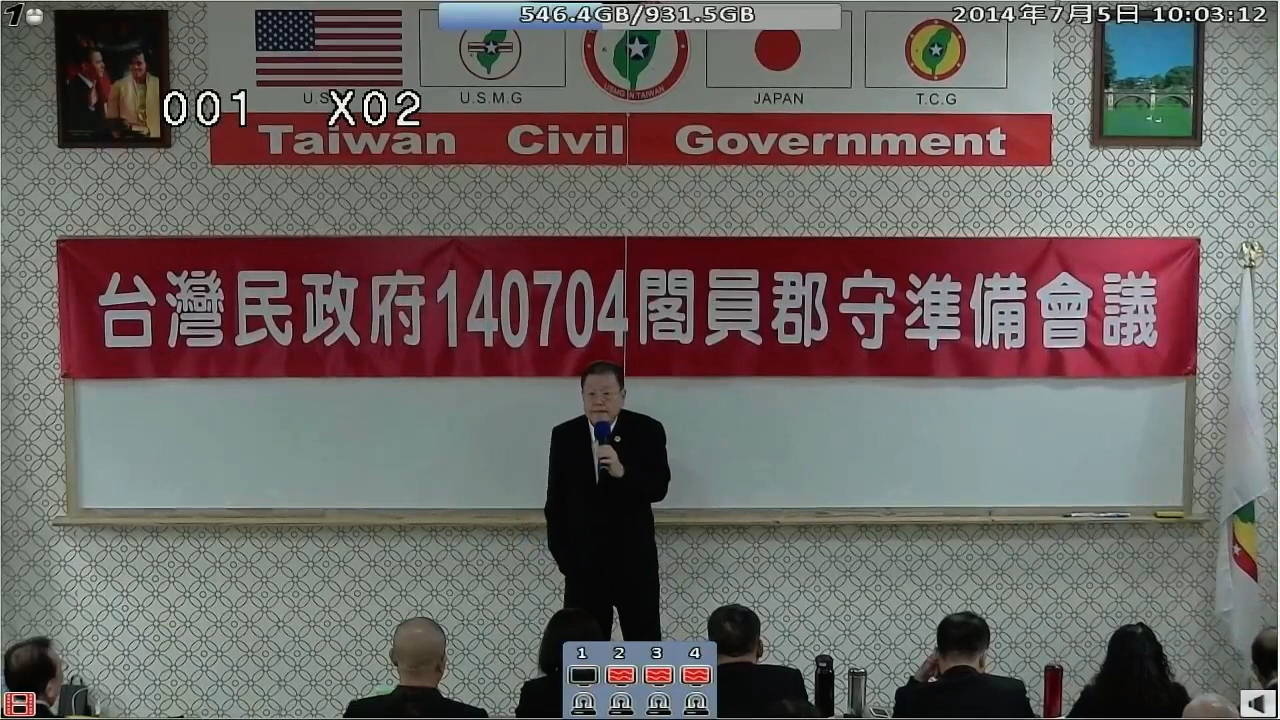 1
546.4GB/931.5GB
2014年7月5日 10:03:12
U.S
U.S.M.G
USMG IN TAIWAN
JAPAN
T.C.G
001 X02
Taiwan Civil Government
台灣民政府140704閣員郡守準備會議
1 2 3 4